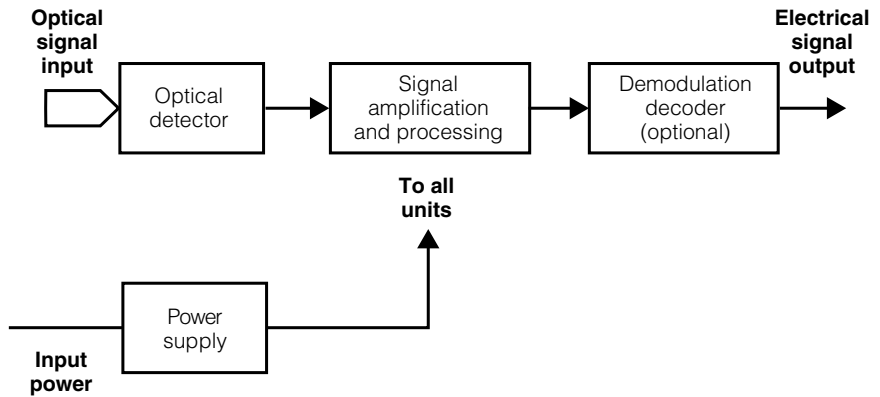 Optical
signal
input
Electrical
signal
output
Optical
detector
Signal
amplification
and processing
Demodulation
decoder
(optional)
To all
units
Power
supply
Input
power